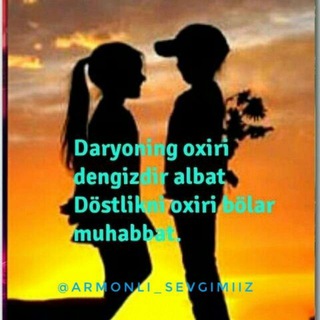 Daryoning oxiri
dengizdir albat
Döstlikni oxiri bölar
muhabbat.
@ARMONLI_SEVGIMIIZ